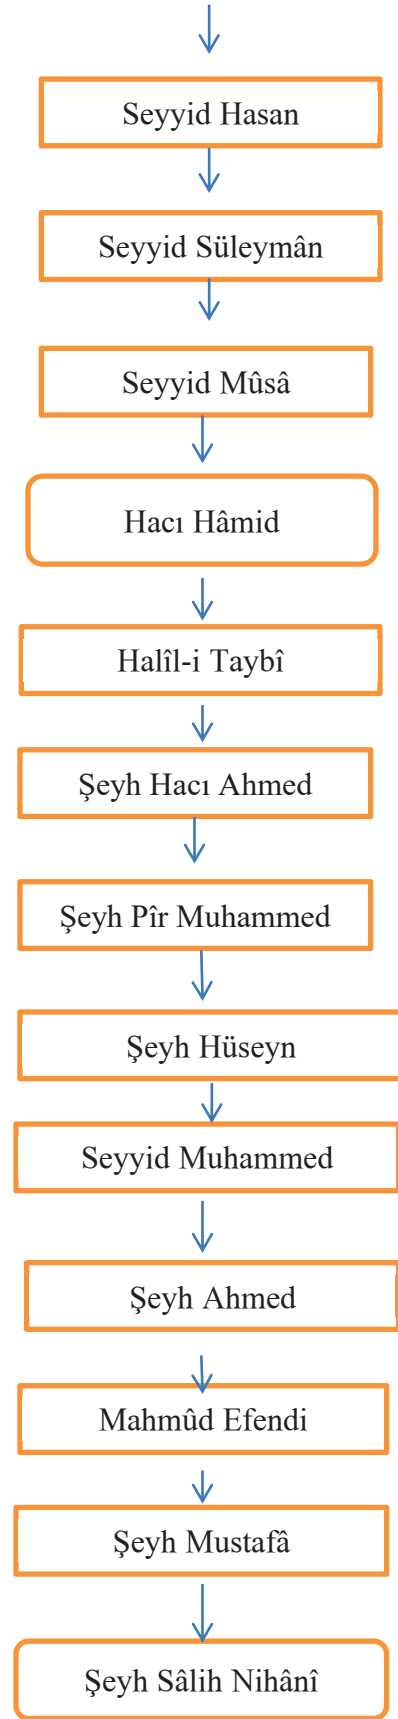 Seyyid Hasan
Seyyid Süleymân
Seyyid Mûsâ
Hacı Hâmid
Halîl-i Taybî
Şeyh Hacı Ahmed
Şeyh Pîr Muhammed
Şeyh Hüseyn
Seyyid Muhammed
Şeyh Ahmed
Mahmûd Efendi
Şeyh Mustafâ
Şeyh Sâlih Nihânî